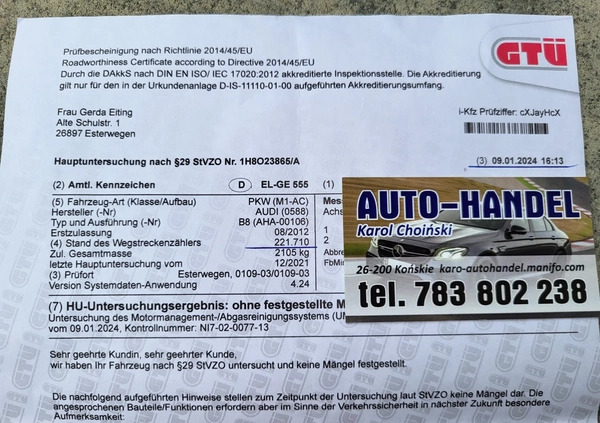 GTÜ
Prüfbescheinigung nach Richtlinie 2014/45/EU
Roadworthiness Certificate according to Directive 2014/45/EU
Durch die DAkkS nach DIN EN ISO/ IEC 17020:2012 akkreditierte Inspektionsstelle. Die Akkreditierung
gilt nur für den in der Urkundenanlage D-IS-11110-01-00 aufgeführten Akkreditierungsumfang.
Frau Gerda Eiting
Alte Schulstr. 1
26897 Esterwegen
i-Kfz Prüfziffer: cXJayHcX
Hauptuntersuchung nach §29 StVZO Nr. 1H8O23865/A
(3) 09.01.2024 16:13
(2) Amtl. Kennzeichen D EL-GE 555 (1)
(5) Fahrzeug-Art (Klasse/Aufbau) PKW (M1-AC)
Hersteller (-Nr) AUDI (0588)
Typ und Ausführung (-Nr) B8 (AHA-00106)
Erstzulassung 08/2012 1
(4) Stand des Wegstreckenzählers 221.710 2
Zul. Gesamtmasse 2105 kg
letzte Hauptuntersuchung vom 12/2021
(3) Prüfort Esterwegen, 0109-03/0109-03
Version Systemdaten-Anwendung 4.24
AUTO-HANDEL
Karol Choiński
26-200 Końskie karo-autohandel.manifo.com
tel. 783 802 238
(7) HU-Untersuchungsergebnis: ohne festgestellte
Untersuchung des Motormanagement-/Abgasreinigungssystems
vom 09.01.2024, Kontrollnummer: NI7-02-0077-13
Sehr geehrte Kundin, sehr geehrter Kunde,
wir haben Ihr Fahrzeug nach §29 StVZO untersucht und keine Mängel festgestellt.
Die nachfolgend aufgeführten Hinweise stellen zum Zeitpunkt der Untersuchung laut StVZO keine Mängel dar. Die
angesprochenen Bauteile/Funktionen erfordern aber im Sinne der Verkehrssicherheit in nächster Zukunft besondere
Aufmerksamkeit: